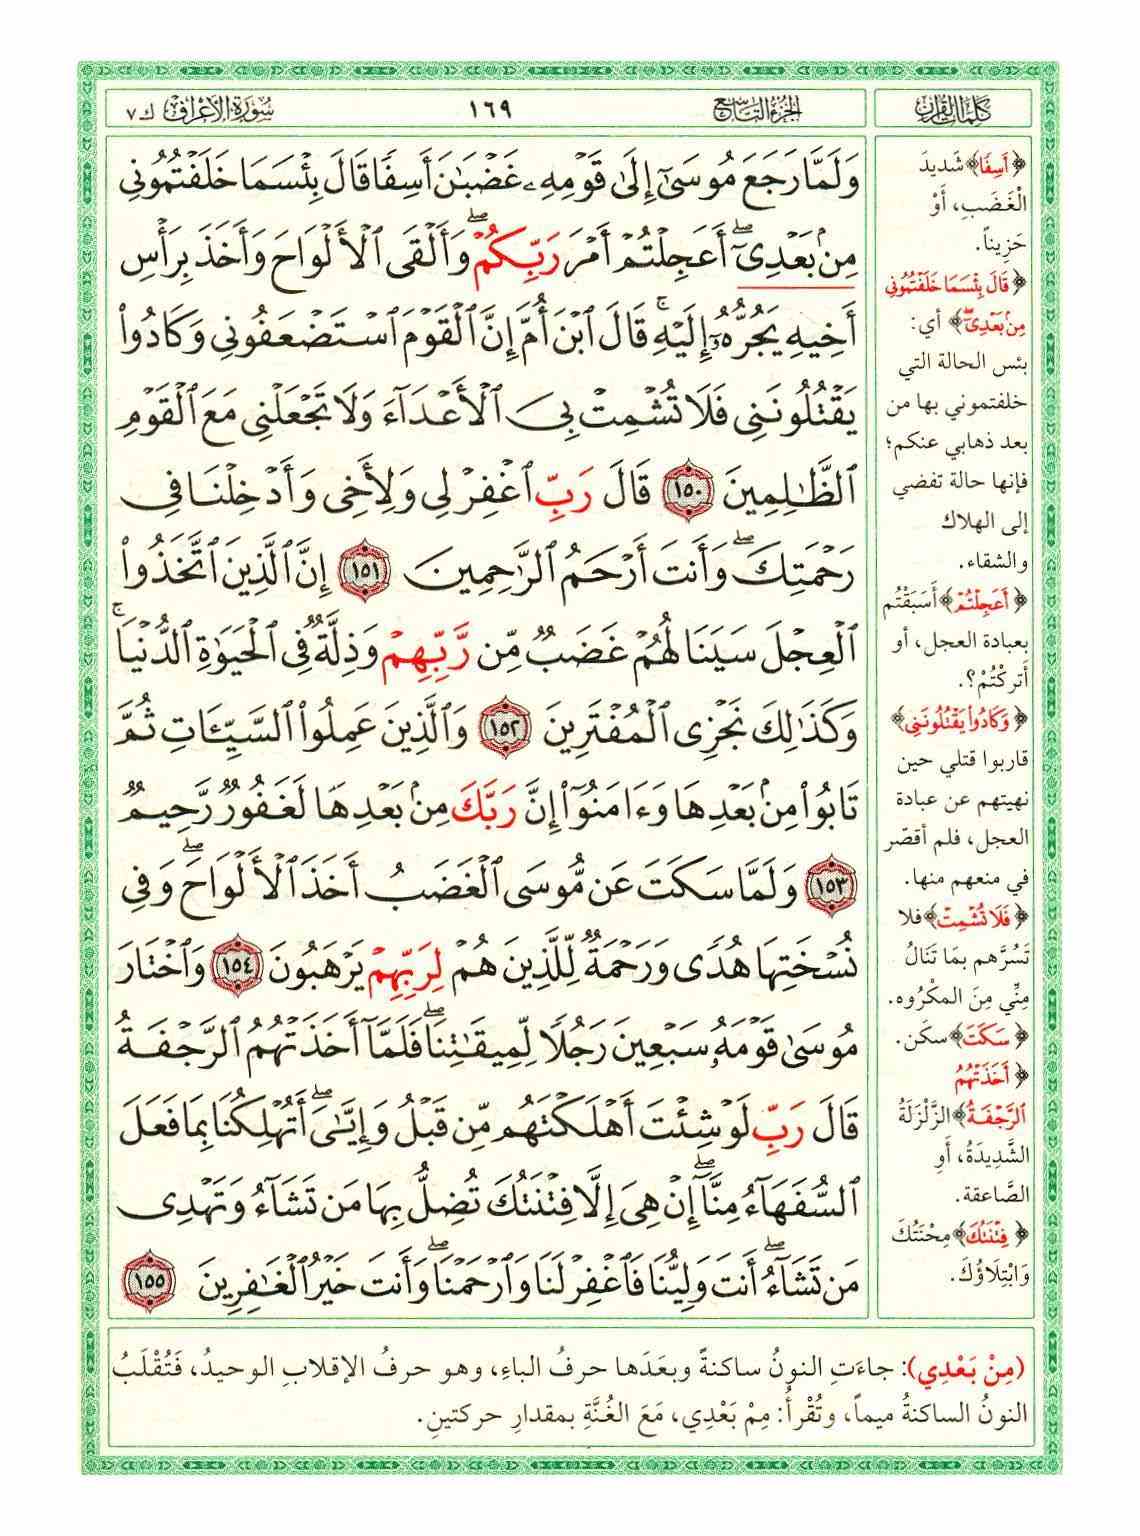 كلمات القرآن
الجزء التاسع
١٦٩
سورة الأعراف ك ٧
وَلَمَّا رَجَعَ مُوسَىٰٓ إِلَىٰ قَوْمِهِۦ غَضْبَٰنَ أَسِفًا قَالَ بِئْسَمَا خَلَفْتُمُونِي
مِنۢ بَعْدِيٓۖ أَعَجِلْتُمْ أَمْرَ رَبِّكُمْۖ وَأَلْقَى ٱلْأَلْوَاحَ وَأَخَذَ بِرَأْسِ
أَخِيهِ يَجُرُّهُۥٓ إِلَيْهِۚ قَالَ ٱبْنَ أُمَّ إِنَّ ٱلْقَوْمَ ٱسْتَضْعَفُونِي وَكَادُوا۟
يَقْتُلُونَنِي فَلَا تُشْمِتْ بِيَ ٱلْأَعْدَآءَ وَلَا تَجْعَلْنِي مَعَ ٱلْقَوْمِ
ٱلظَّٰلِمِينَ ١٥٠ قَالَ رَبِّ ٱغْفِرْ لِي وَلِأَخِي وَأَدْخِلْنَا فِي
رَحْمَتِكَۖ وَأَنتَ أَرْحَمُ ٱلرَّٰحِمِينَ ١٥١ إِنَّ ٱلَّذِينَ ٱتَّخَذُوا۟
ٱلْعِجْلَ سَيَنَالُهُمْ غَضَبٌ مِّن رَّبِّهِمْ وَذِلَّةٌ فِي ٱلْحَيَوٰةِ ٱلدُّنْيَاۚ
وَكَذَٰلِكَ نَجْزِي ٱلْمُفْتَرِينَ ١٥٢ وَٱلَّذِينَ عَمِلُوا۟ ٱلسَّيِّـَٔاتِ ثُمَّ
تَابُوا۟ مِنۢ بَعْدِهَا وَءَامَنُوٓا۟ إِنَّ رَبَّكَ مِنۢ بَعْدِهَا لَغَفُورٌ رَّحِيمٌ
١٥٣ وَلَمَّا سَكَتَ عَن مُّوسَى ٱلْغَضَبُ أَخَذَ ٱلْأَلْوَاحَۖ وَفِي
نُسْخَتِهَا هُدًى وَرَحْمَةٌ لِّلَّذِينَ هُمْ لِرَبِّهِمْ يَرْهَبُونَ ١٥٤ وَٱخْتَارَ
مُوسَىٰ قَوْمَهُۥ سَبْعِينَ رَجُلًا لِّمِيقَٰتِنَاۖ فَلَمَّآ أَخَذَتْهُمُ ٱلرَّجْفَةُ
قَالَ رَبِّ لَوْ شِئْتَ أَهْلَكْتَهُم مِّن قَبْلُ وَإِيَّٰيَۖ أَتُهْلِكُنَا بِمَا فَعَلَ
ٱلسُّفَهَآءُ مِنَّآۖ إِنْ هِيَ إِلَّا فِتْنَتُكَ تُضِلُّ بِهَا مَن تَشَآءُ وَتَهْدِي
مَن تَشَآءُۖ أَنتَ وَلِيُّنَا فَٱغْفِرْ لَنَا وَٱرْحَمْنَاۖ وَأَنتَ خَيْرُ ٱلْغَٰفِرِينَ ١٥٥
﴿أَسِفًا﴾ شَديدَ
الْغَضَبِ، أَوْ
حَزِيناً.
﴿قَالَ بِئْسَمَا خَلَفْتُمُونِي
مِنۢ بَعْدِيٓۖ﴾ أي:
بئس الحالة التي
خلفتموني بها من
بعد ذهابي عنكم؛
فإنها حالة تفضي
إلى الهلاك
والشقاء.
﴿أَعَجِلْتُمْ﴾ أَسَبَقْتُم
بعبادة العجل، أو
أَتركْتُمْ؟.
﴿وَكَادُوا۟ يَقْتُلُونَنِي﴾
قاربوا قتلي حين
نهيتهم عن عبادة
العجل، فلم أقصّر
في منعهم منها.
﴿فَلَا تُشْمِتْ﴾ فلا
تَسُرَّهم بمَا تَنَالُ
مِنِّي مِنَ المكْرُوه.
﴿سَكَتَ﴾ سكَن.
﴿أَخَذَتْهُمُ
ٱلرَّجْفَةُ﴾ الزَّلْزَلَةُ
الشَّدِيدَةُ، أَوِ
الصَّاعقة.
﴿فِتْنَتُكَ﴾ مِحْنَتُكَ
وَابْتِلَاؤُكَ.
(مِنْ بَعْدِي): جاءَتِ النونُ ساكنةً وبعدَها حرفُ الباءِ، وهو حرفُ الإقلابِ الوحيدُ، فَتُقْلَبُ
النونُ الساكنةُ ميماً، وتُقْرأُ: مِمْ بَعْدِي، مَعَ الغُنَّةِ بمقدارِ حركتينِ.